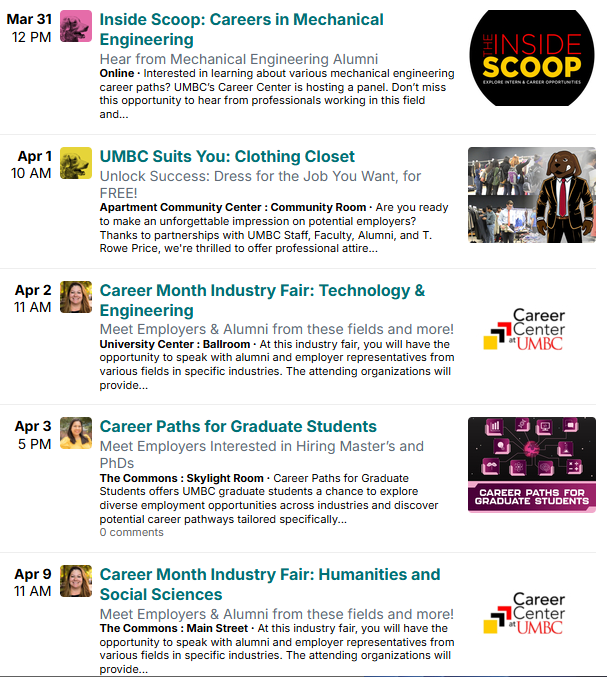 Mar 31
12 PM
Inside Scoop: Careers in Mechanical
Engineering
Hear from Mechanical Engineering Alumni
Online · Interested in learning about various mechanical engineering
career paths? UMBC's Career Center is hosting a panel. Don't miss
this opportunity to hear from professionals working in this field
and...
THE INSIDE
SCOOP
EXPLORE INTERN & CAREER OPPORTUNITIES
Apr 1
10 AM
UMBC Suits You: Clothing Closet
Unlock Success: Dress for the Job You Want, for
FREE!
Apartment Community Center : Community Room · Are you ready
to make an unforgettable impression on potential employers?
Thanks to partnerships with UMBC Staff, Faculty, Alumni, and T.
Rowe Price, we're thrilled to offer professional attire...
Apr 2
11 AM
Career Month Industry Fair: Technology &
Engineering
Meet Employers & Alumni from these fields and more!
University Center : Ballroom · At this industry fair, you will have the
opportunity to speak with alumni and employer representatives from
various fields in specific industries. The attending organizations will
provide...
Career
Center
at UMBC
Apr 3
5 PM
Career Paths for Graduate Students
Meet Employers Interested in Hiring Master's and
PhDs
The Commons : Skylight Room · Career Paths for Graduate
Students offers UMBC graduate students a chance to explore
diverse employment opportunities across industries and discover
potential career pathways tailored specifically...
0 comments
CAREER PATHS FOR
GRADUATE STUDENTS
Apr 9
11 AM
Career Month Industry Fair: Humanities and
Social Sciences
Meet Employers & Alumni from these fields and more!
The Commons : Main Street · At this industry fair, you will have the
opportunity to speak with alumni and employer representatives from
various fields in specific industries. The attending organizations will
provide...
Career
Center
at UMBC